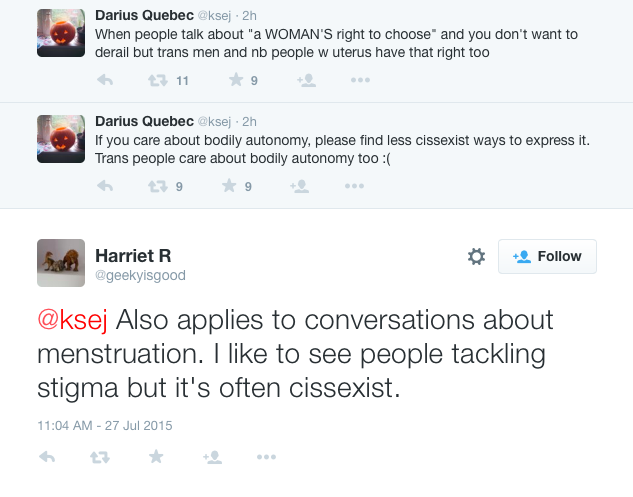 Darius Quebec @ksej · 2h
When people talk about "a WOMAN'S right to choose" and you don't want to
derail but trans men and nb people w uterus have that right too
11 9
Darius Quebec @ksej · 2h
If you care about bodily autonomy, please find less cissexist ways to express it.
Trans people care about bodily autonomy too :(
9 9
Harriet R
@geekyisgood
Follow
@ksej Also applies to conversations about
menstruation. I like to see people tackling
stigma but it's often cissexist.
11:04 AM - 27 Jul 2015